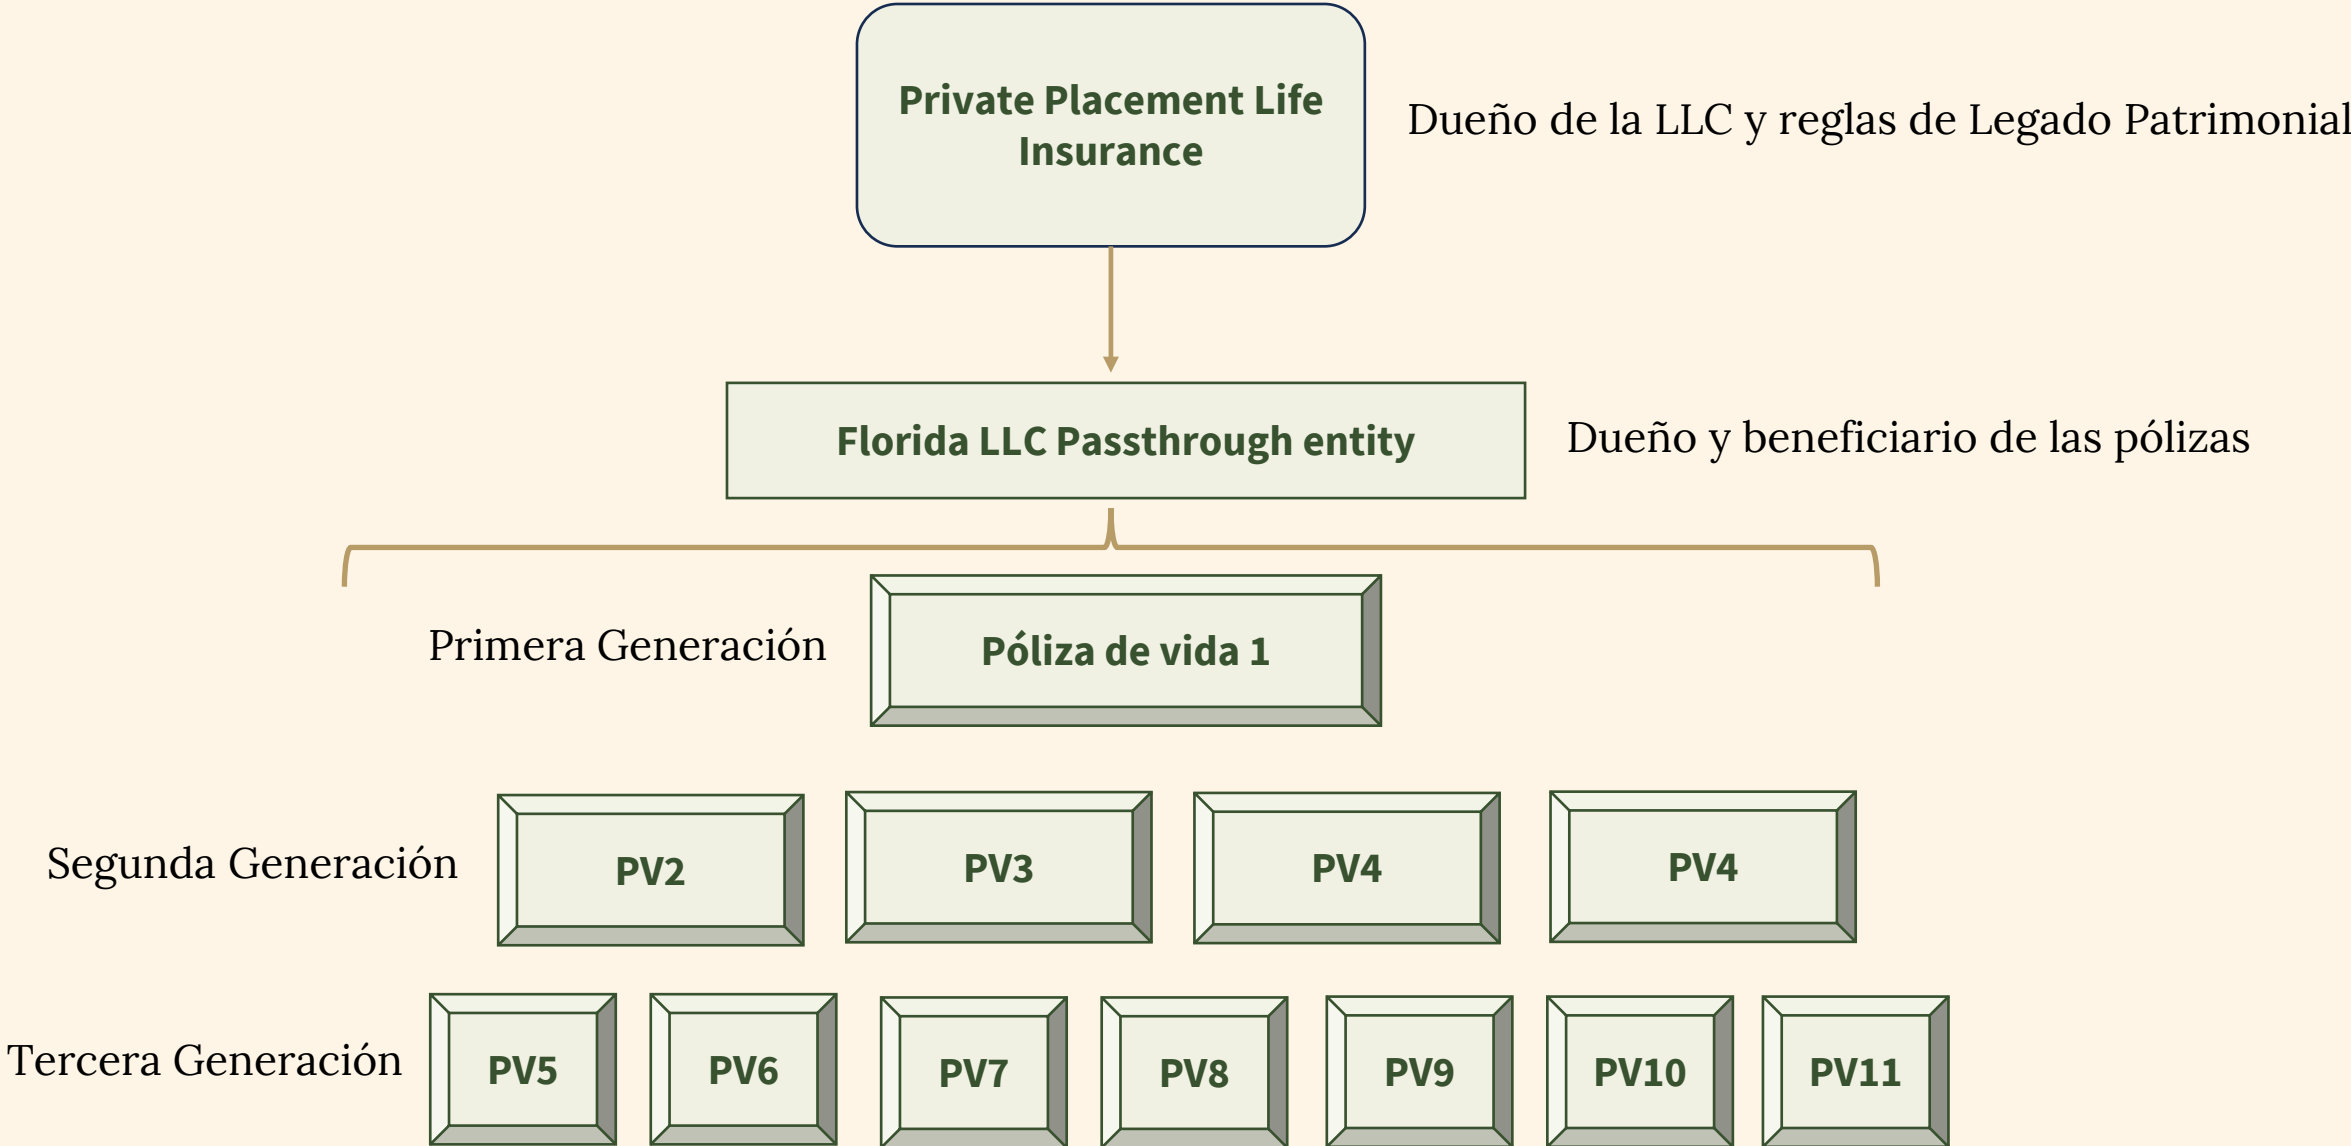 Private Placement Life
Insurance
Dueño de la LLC y reglas de Legado Patrimonial
Florida LLC Passthrough entity
Dueño y beneficiario de las pólizas
Primera Generación
Póliza de vida 1
Segunda Generación
PV2
PV3
PV4
PV4
Tercera Generación
PV5
PV6
PV7
PV8
PV9
PV10
PV11